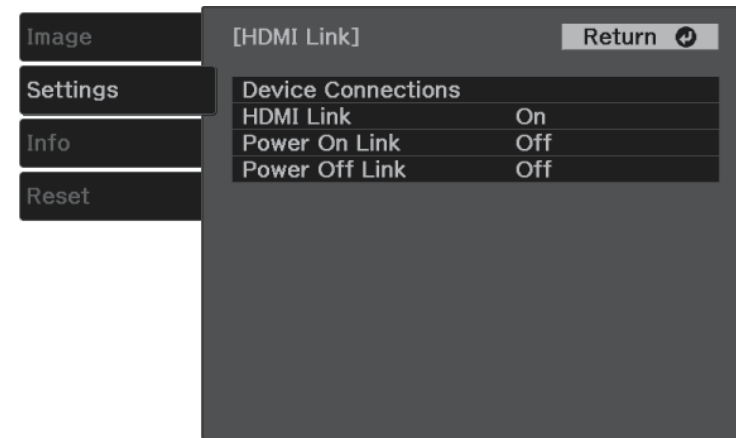 Image
Settings
Info
Reset
[HDMI Link]
Return
Device Connections
HDMI Link On
Power On Link Off
Power Off Link Off